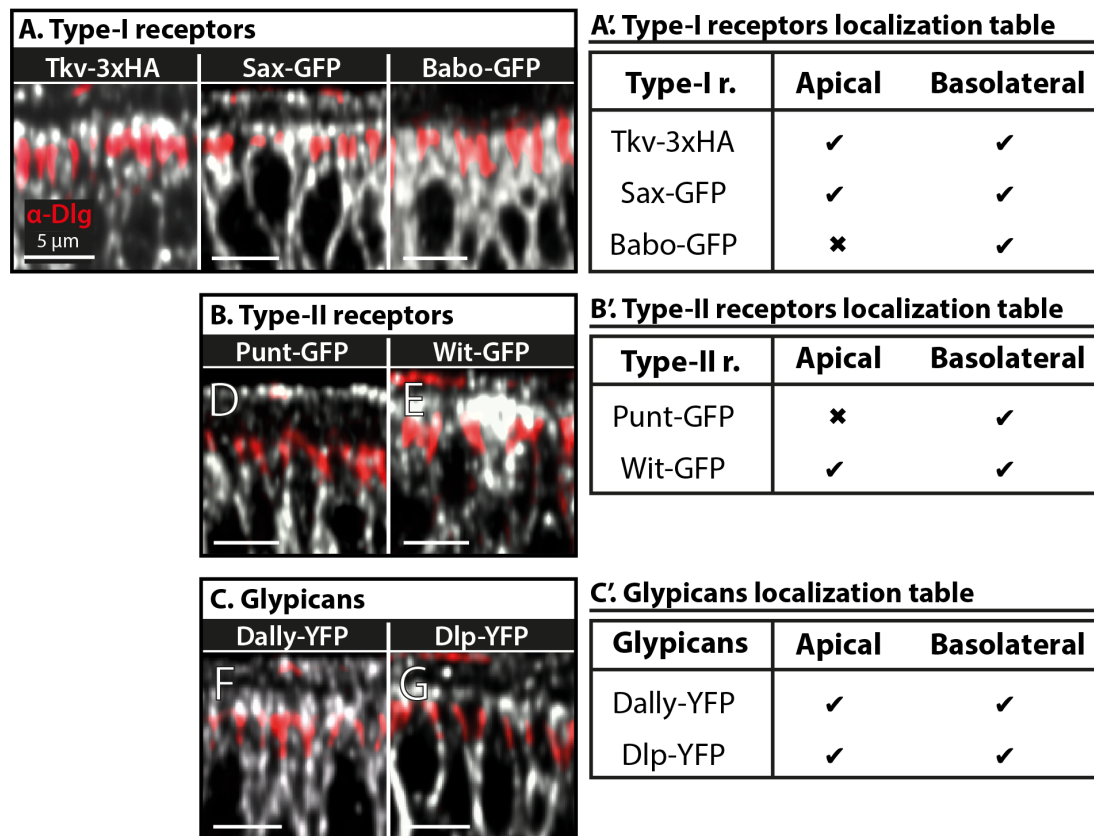 A. Type-I receptors
Tkv-3xHA Sax-GFP Babo-GFP
α-Dlg
5 µm
A'. Type-I receptors localization table
Type-I r. Apical Basolateral
Tkv-3xHA ✔ ✔
Sax-GFP ✔ ✔
Babo-GFP ✖ ✔
B. Type-II receptors
Punt-GFP Wit-GFP
D E
B'. Type-II receptors localization table
Type-II r. Apical Basolateral
Punt-GFP ✖ ✔
Wit-GFP ✔ ✔
C. Glypicans
Dally-YFP Dlp-YFP
F G
C'. Glypicans localization table
Glypicans Apical Basolateral
Dally-YFP ✔ ✔
Dlp-YFP ✔ ✔